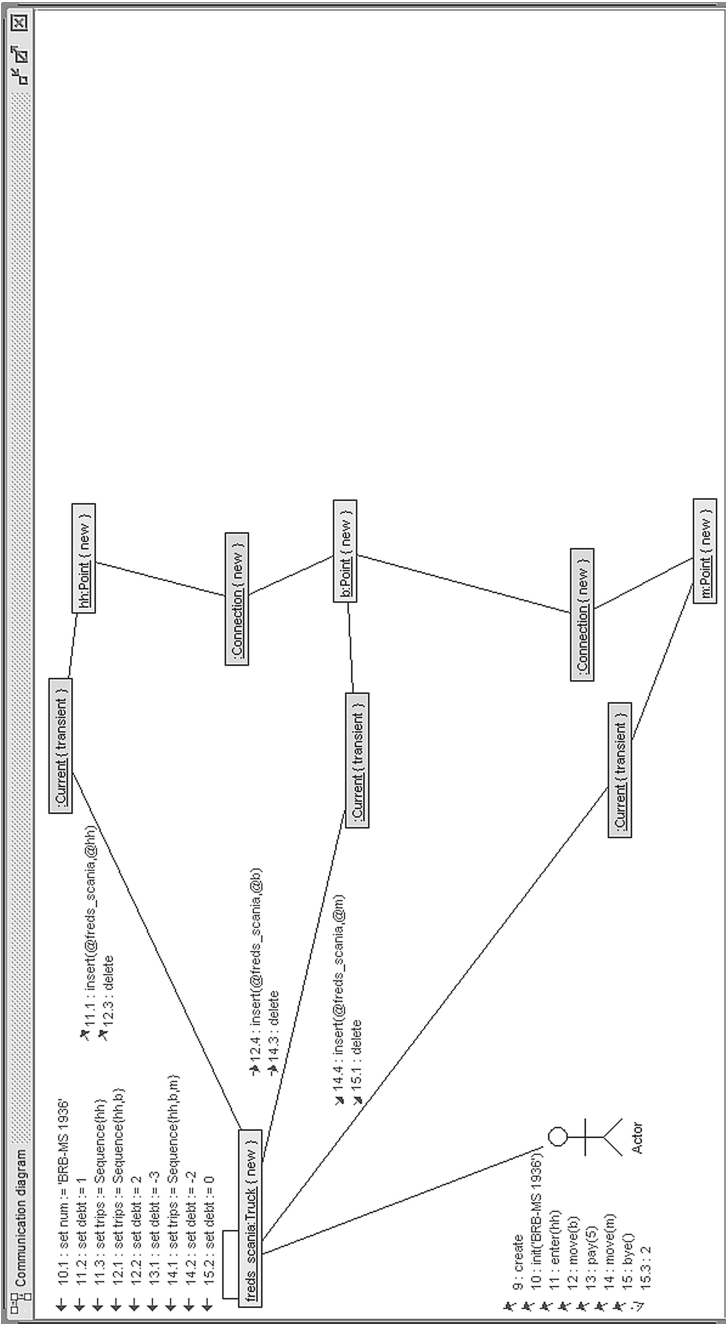 Communication diagram
10.1 : set num := 'BRB-MS 1936'
11.2 : set debt := 1
11.3 : set trips := Sequence{hh}
12.1 : set trips := Sequence{hh,b}
12.2 : set debt := 2
13.1 : set debt := -3
14.1 : set trips := Sequence{hh,b,m}
14.2 : set debt := -2
15.2 : set debt := 0
freds_scania:Truck { new }
11.1 : insert(@freds_scania,@hh)
12.3 : delete
12.4 : insert(@freds_scania,@b)
14.3 : delete
14.4 : insert(@freds_scania,@m)
15.1 : delete
:Current { transient }
hh:Point { new }
:Connection { new }
b:Point { new }
:Current { transient }
:Connection { new }
:Current { transient }
m:Point { new }
9 : create
10 : init('BRB-MS 1936')
11 : enter(hh)
12 : move(b)
13 : pay(5)
14 : move(m)
15 : bye()
15.3 : 2
Actor